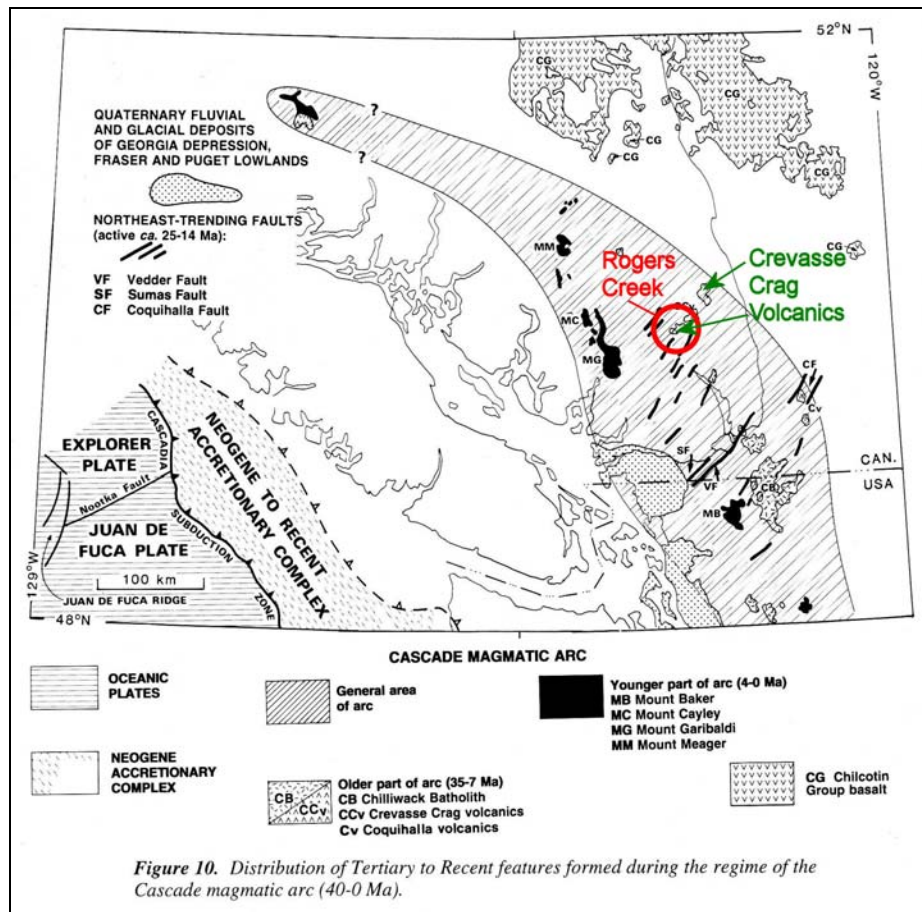 52°N
120°W
CG
CG
CG
CG
CG
CG
CG
?
?
QUATERNARY FLUVIAL
AND GLACIAL DEPOSITS
OF GEORGIA DEPRESSION,
FRASER AND PUGET LOWLANDS
NORTHEAST-TRENDING FAULTS
(active ca. 25-14 Ma):
VF Vedder Fault
SF Sumas Fault
CF Coquihalla Fault
MM
Rogers
Creek
Crevasse
Crag
Volcanics
MC
MG
CF
Cv
SF
VF
CAN.
USA
CB
MB
EXPLORER
PLATE
Nootka Fault
JUAN DE
FUCA PLATE
100 km
JUAN DE FUCA RIDGE
129°W
48°N
CASCADIA
SUBDUCTION
ZONE
NEOGENE TO RECENT
ACCRETIONARY COMPLEX
CASCADE MAGMATIC ARC
OCEANIC
PLATES
General area
of arc
Younger part of arc (4-0 Ma)
MB Mount Baker
MC Mount Cayley
MG Mount Garibaldi
MM Mount Meager
NEOGENE
ACCRETIONARY
COMPLEX
CB
CCv
Older part of arc (35-7 Ma)
CB Chilliwack Batholith
CCv Crevasse Crag volcanics
Cv Coquihalla volcanics
CG Chilcotin
Group basalt
Figure 10. Distribution of Tertiary to Recent features formed during the regime of the
Cascade magmatic arc (40-0 Ma).